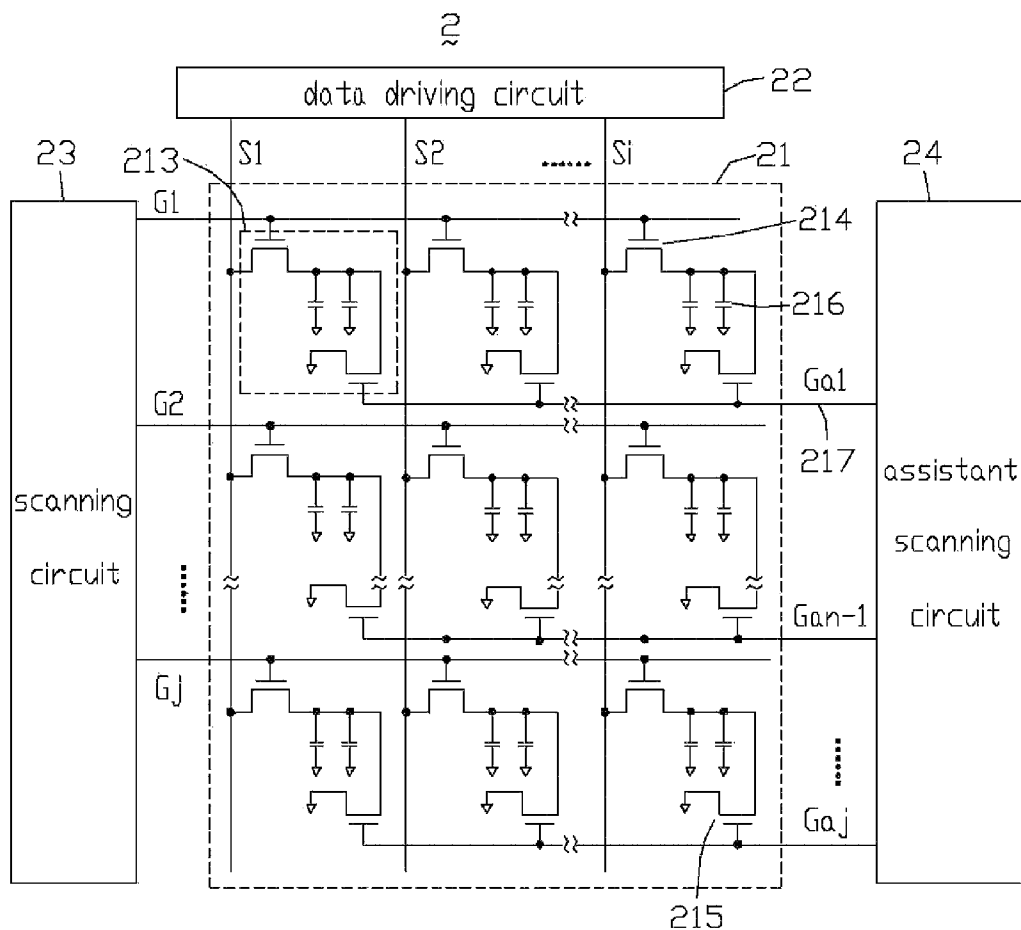 2
data driving circuit
22
23
213
S1
S2
......
Si
21
24
G1
214
216
Ga1
G2
217
scanning
circuit
......
assistant
scanning
circuit
Gan-1
Gj
......
Gaj
215